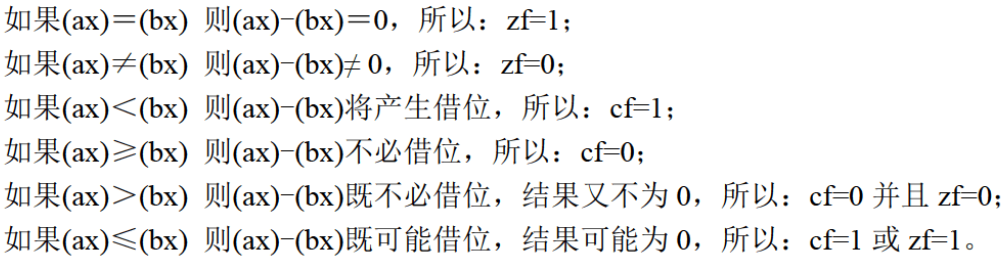 如果(ax)＝(bx) 则(ax)-(bx)＝0，所以：zf=1；
如果(ax)≠(bx) 则(ax)-(bx)≠ 0，所以：zf=0；
如果(ax)＜(bx) 则(ax)-(bx)将产生借位，所以：cf=1；
如果(ax)≥(bx) 则(ax)-(bx)不必借位，所以：cf=0；
如果(ax)＞(bx) 则(ax)-(bx)既不必借位，结果又不为 0，所以：cf=0 并且 zf=0；
如果(ax)≤(bx) 则(ax)-(bx)既可能借位，结果可能为 0，所以：cf=1 或 zf=1。